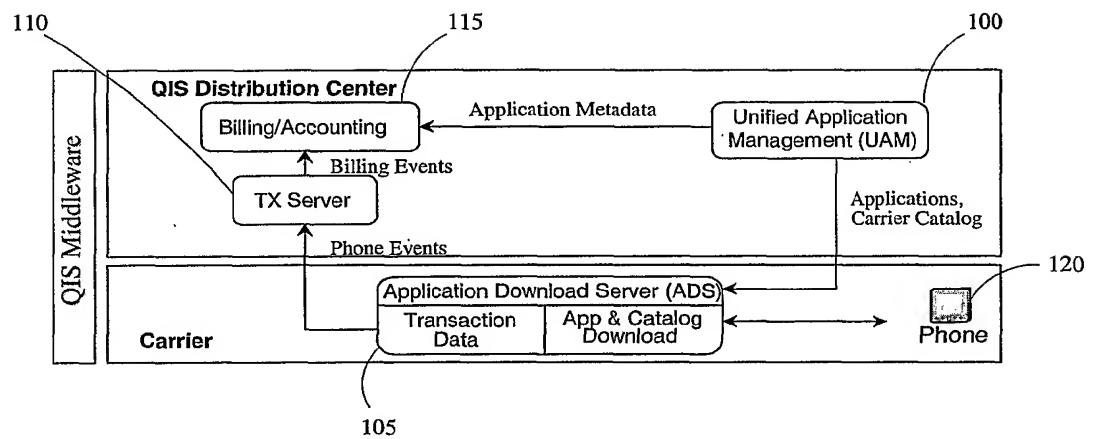 110
115
100
QIS Middleware
QIS Distribution Center
Billing/Accounting
Application Metadata
Unified Application
Management (UAM)
Billing Events
TX Server
Applications,
Carrier Catalog
Phone Events
120
Application Download Server (ADS)
Transaction
Data
App & Catalog
Download
Phone
Carrier
105